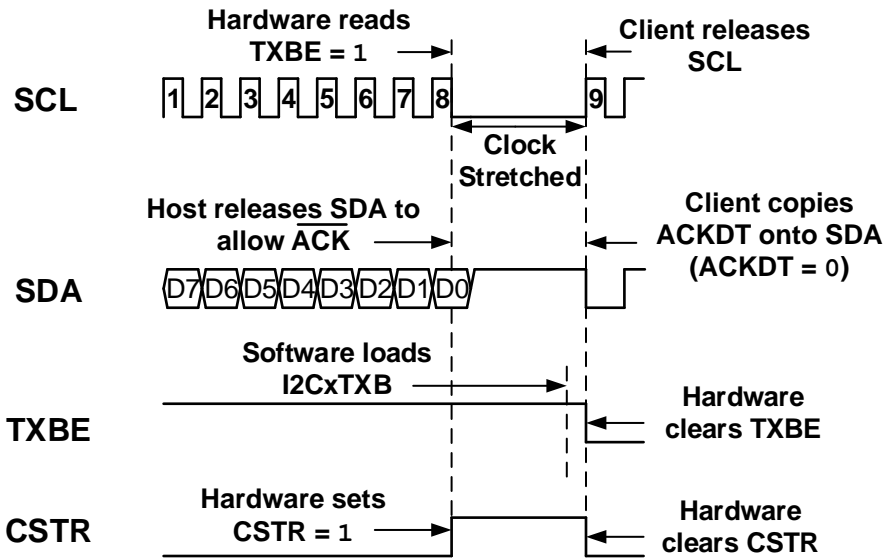 Hardware reads
TXBE = 1
Client releases
SCL
SCL
1 2 3 4 5 6 7 8 9
Clock
Stretched
Host releases SDA to
allow A̅C̅K̅
Client copies
ACKDT onto SDA
(ACKDT = 0)
SDA
D7 D6 D5 D4 D3 D2 D1 D0
Software loads
I2CxTXB
TXBE
Hardware
clears TXBE
Hardware sets
CSTR = 1
CSTR
Hardware
clears CSTR